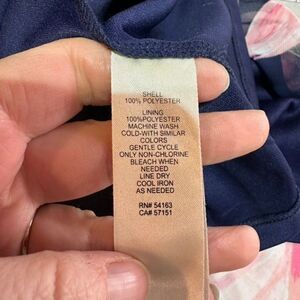 SHELL
100% POLYESTER
LINING
100%POLYESTER
MACHINE WASH
COLD-WITH SIMILAR
COLORS
GENTLE CYCLE
ONLY NON-CHLORINE
BLEACH WHEN
NEEDED
LINE DRY
COOL IRON
AS NEEDED
RN# 54163
CA# 57151